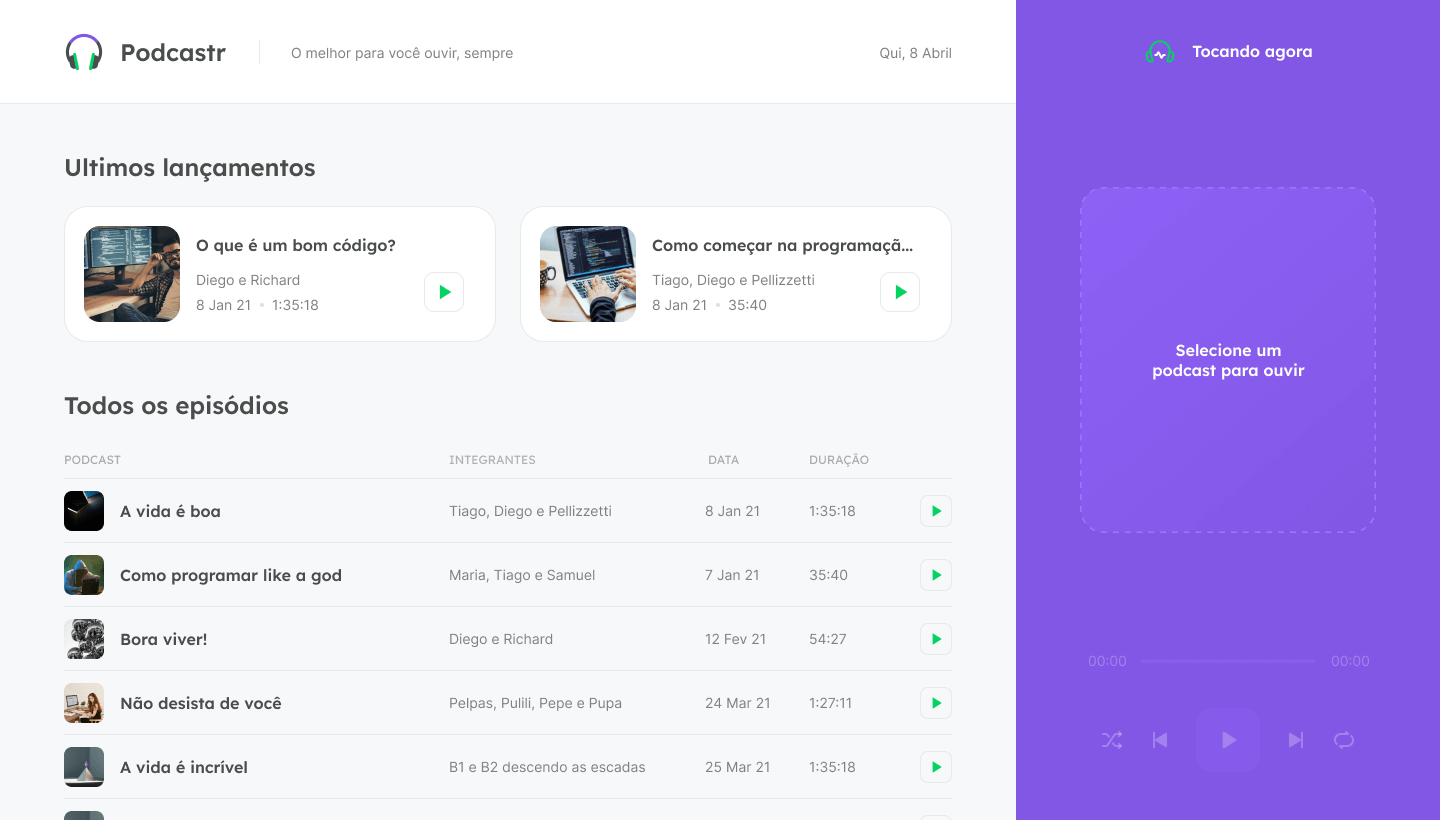 Podcastr
O melhor para você ouvir, sempre
Qui, 8 Abril
Tocando agora
Ultimos lançamentos
O que é um bom código?
Diego e Richard
8 Jan 21 • 1:35:18
Como começar na programaçã...
Tiago, Diego e Pellizzetti
8 Jan 21 • 35:40
Selecione um
podcast para ouvir
Todos os episódios
PODCAST INTEGRANTES DATA DURAÇÃO
A vida é boa Tiago, Diego e Pellizzetti 8 Jan 21 1:35:18
Como programar like a god Maria, Tiago e Samuel 7 Jan 21 35:40
Bora viver! Diego e Richard 12 Fev 21 54:27
Não desista de você Pelpas, Pulili, Pepe e Pupa 24 Mar 21 1:27:11
A vida é incrível B1 e B2 descendo as escadas 25 Mar 21 1:35:18
00:00 00:00